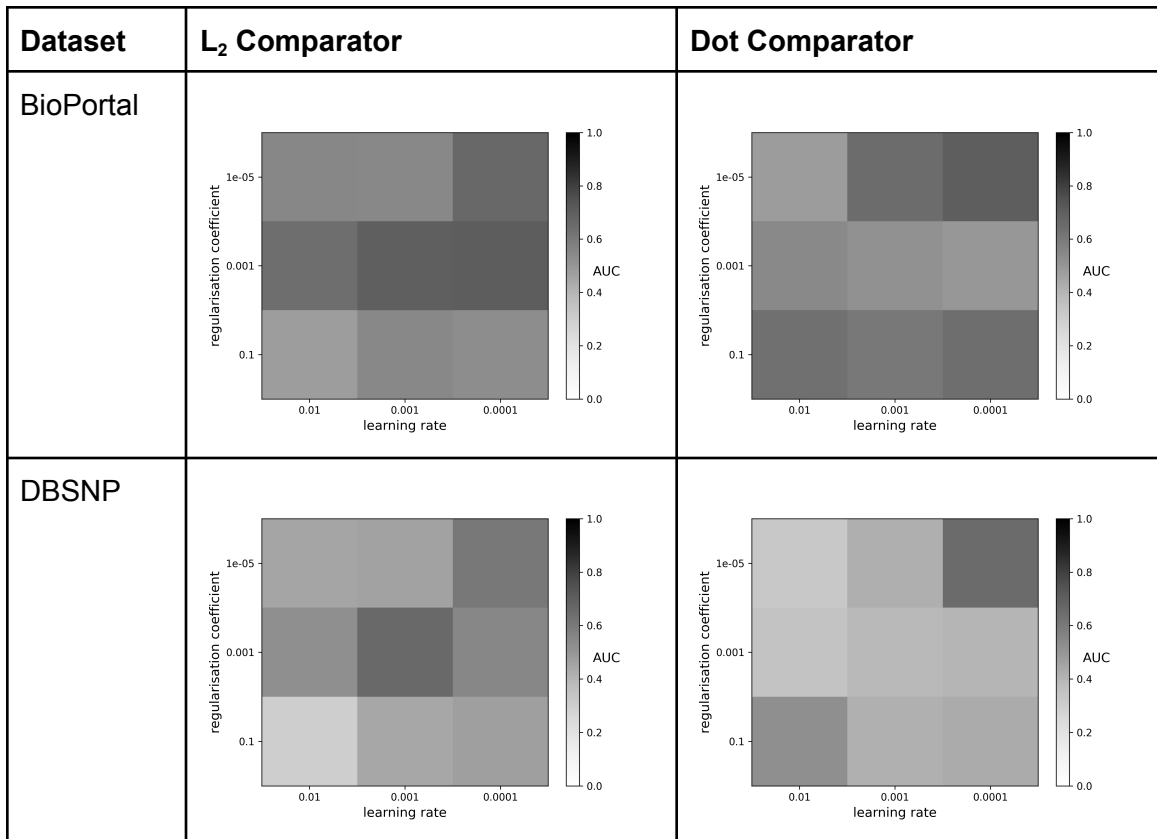 Dataset
L₂ Comparator
Dot Comparator
BioPortal
1e-05
0.001
0.1
regularisation coefficient
0.01 0.001 0.0001
learning rate
1.0
0.8
0.6
AUC
0.4
0.2
0.0
1e-05
0.001
0.1
regularisation coefficient
0.01 0.001 0.0001
learning rate
1.0
0.8
0.6
AUC
0.4
0.2
0.0
DBSNP
1e-05
0.001
0.1
regularisation coefficient
0.01 0.001 0.0001
learning rate
1.0
0.8
0.6
AUC
0.4
0.2
0.0
1e-05
0.001
0.1
regularisation coefficient
0.01 0.001 0.0001
learning rate
1.0
0.8
0.6
AUC
0.4
0.2
0.0